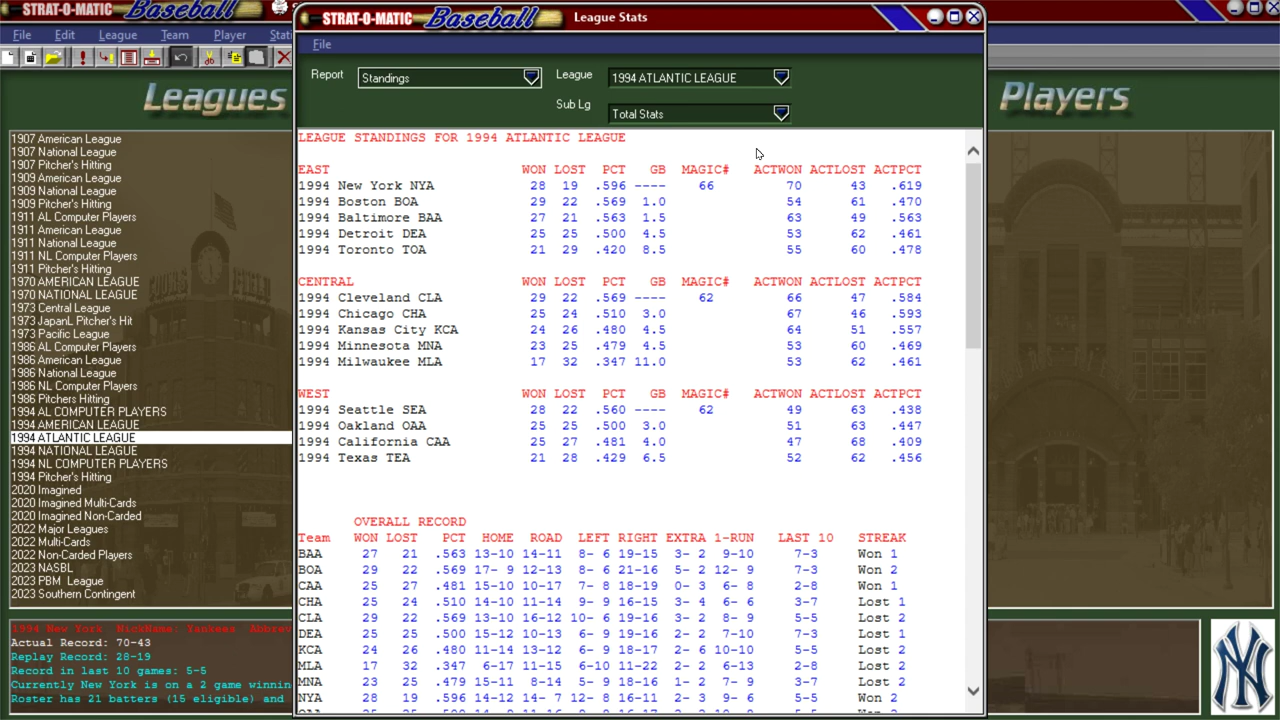 STRAT-O-MATIC Baseball
STRAT-O-MATIC Baseball League Stats
File Edit League Team Player Stati
File
Report Standings League 1994 ATLANTIC LEAGUE
Sub Lg Total Stats
Leagues
Players
1907 American League
1907 National League
1907 Pitcher's Hitting
1909 American League
1909 National League
1909 Pitcher's Hitting
1911 AL Computer Players
1911 American League
1911 National League
1911 NL Computer Players
1911 Pitcher's Hitting
1970 AMERICAN LEAGUE
1970 NATIONAL LEAGUE
1973 Central League
1973 JapanL Pitcher's Hit
1973 Pacific League
1986 AL Computer Players
1986 American League
1986 National League
1986 NL Computer Players
1986 Pitchers Hitting
1994 AL COMPUTER PLAYERS
1994 AMERICAN LEAGUE
1994 ATLANTIC LEAGUE
1994 NATIONAL LEAGUE
1994 NL COMPUTER PLAYERS
1994 Pitcher's Hitting
2020 Imagined
2020 Imagined Multi-Cards
2020 Imagined Non-Carded
2022 Major Leagues
2022 Multi-Cards
2022 Non-Carded Players
2023 NASBL
2023 PBM League
2023 Southern Contingent
1994 New York NickName: Yankees Abbrev
Actual Record: 70-43
Replay Record: 28-19
Record in last 10 games: 5-5
Currently New York is on a 2 game winnin
Roster has 21 batters (15 eligible) and
LEAGUE STANDINGS FOR 1994 ATLANTIC LEAGUE
EAST WON LOST PCT GB MAGIC# ACTWON ACTLOST ACTPCT
1994 New York NYA 28 19 .596 ---- 66 70 43 .619
1994 Boston BOA 29 22 .569 1.0 54 61 .470
1994 Baltimore BAA 27 21 .563 1.5 63 49 .563
1994 Detroit DEA 25 25 .500 4.5 53 62 .461
1994 Toronto TOA 21 29 .420 8.5 55 60 .478
CENTRAL WON LOST PCT GB MAGIC# ACTWON ACTLOST ACTPCT
1994 Cleveland CLA 29 22 .569 ---- 62 66 47 .584
1994 Chicago CHA 25 24 .510 3.0 67 46 .593
1994 Kansas City KCA 24 26 .480 4.5 64 51 .557
1994 Minnesota MNA 23 25 .479 4.5 53 60 .469
1994 Milwaukee MLA 17 32 .347 11.0 53 62 .461
WEST WON LOST PCT GB MAGIC# ACTWON ACTLOST ACTPCT
1994 Seattle SEA 28 22 .560 ---- 62 49 63 .438
1994 Oakland OAA 25 25 .500 3.0 51 63 .447
1994 California CAA 25 27 .481 4.0 47 68 .409
1994 Texas TEA 21 28 .429 6.5 52 62 .456
OVERALL RECORD
Team WON LOST PCT HOME ROAD LEFT RIGHT EXTRA 1-RUN LAST 10 STREAK
BAA 27 21 .563 13-10 14-11 8- 6 19-15 3- 2 9-10 7-3 Won 1
BOA 29 22 .569 17- 9 12-13 8- 6 21-16 5- 2 12- 9 7-3 Won 2
CAA 25 27 .481 15-10 10-17 7- 8 18-19 0- 3 6- 8 2-8 Won 1
CHA 25 24 .510 14-10 11-14 9- 9 16-15 3- 4 6- 6 3-7 Lost 1
CLA 29 22 .569 13-10 16-12 10- 6 19-16 3- 2 8- 9 5-5 Lost 2
DEA 25 25 .500 15-12 10-13 6- 9 19-16 2- 2 7-10 7-3 Lost 1
KCA 24 26 .480 11-14 13-12 6- 9 18-17 2- 6 10-10 5-5 Lost 2
MLA 17 32 .347 6-17 11-15 6-10 11-22 2- 2 6-13 2-8 Lost 2
MNA 23 25 .479 15-11 8-14 5- 9 18-16 2- 1 7- 9 3-7 Lost 2
NYA 28 19 .596 14-12 14- 7 12- 8 16-11 2- 3 9- 6 5-5 Won 2